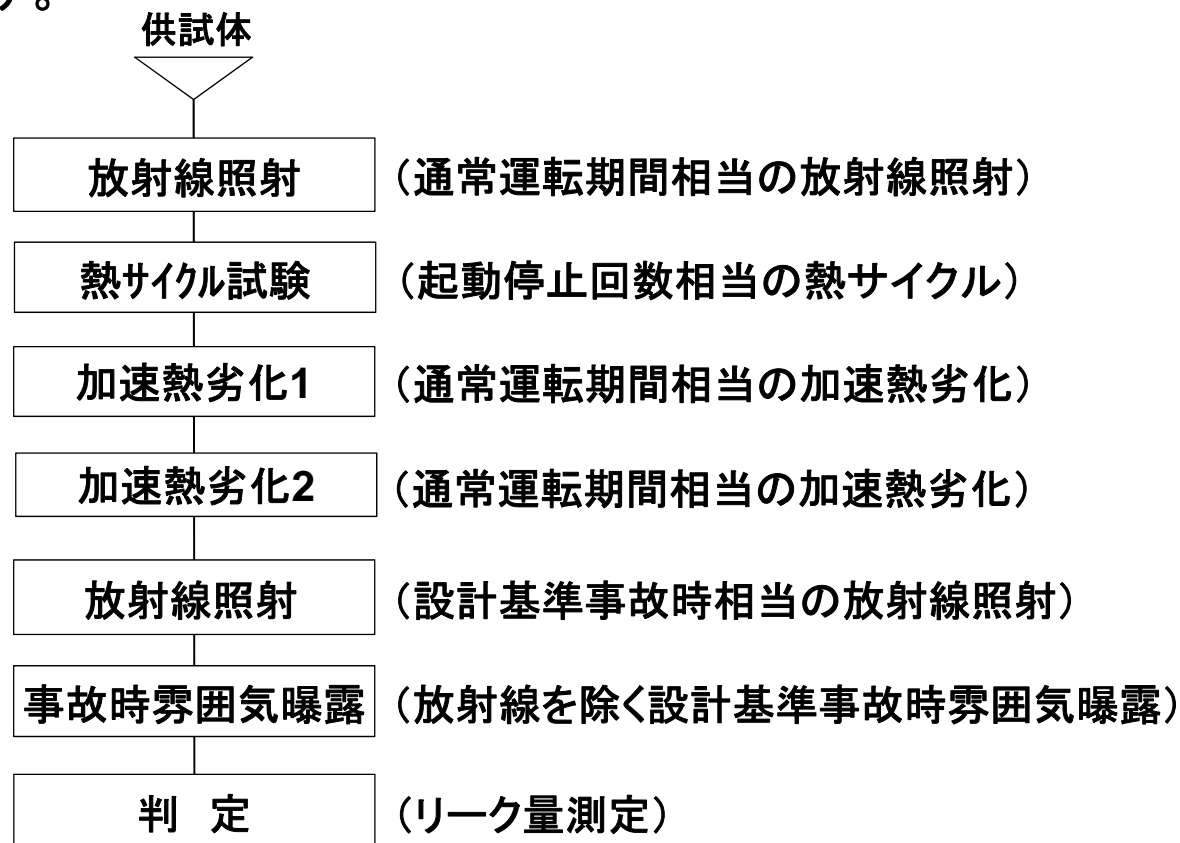 す。
供試体
放射線照射 （通常運転期間相当の放射線照射）
熱サイクル試験 （起動停止回数相当の熱サイクル）
加速熱劣化1 （通常運転期間相当の加速熱劣化）
加速熱劣化2 （通常運転期間相当の加速熱劣化）
放射線照射 （設計基準事故時相当の放射線照射）
事故時雰囲気曝露 （放射線を除く設計基準事故時雰囲気曝露）
判 定 （リーク量測定）